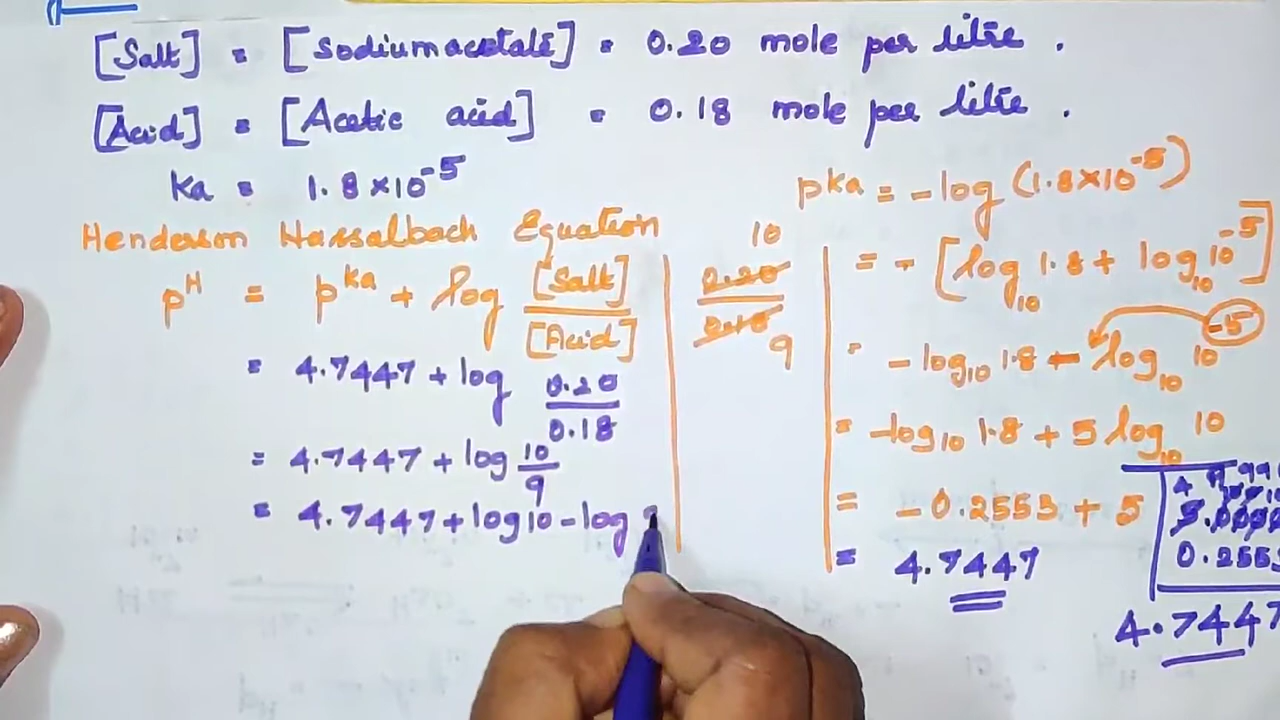 [Salt] = [Sodium acetate] = 0.20 mole per litre .
[Acid] = [Acetic acid] = 0.18 mole per litre .
Ka = 1.8×10⁻⁵
Henderson Hassalbach Equation
pH = pKa + log [Salt]/[Acid]
= 4.7447 + log 0.20/0.18
= 4.7447 + log 10/9
= 4.7447 + log 10 - log
10
0.20
0.18
9
pka = -log (1.8×10⁻⁵)
= - [log₁₀ 1.8 + log₁₀ 10⁻⁵]
= -log₁₀ 1.8 - log₁₀ 10⁻⁵
= -log₁₀ 1.8 + 5 log₁₀ 10
= -0.2553 + 5
= 4.7447
0.2553
4.7447